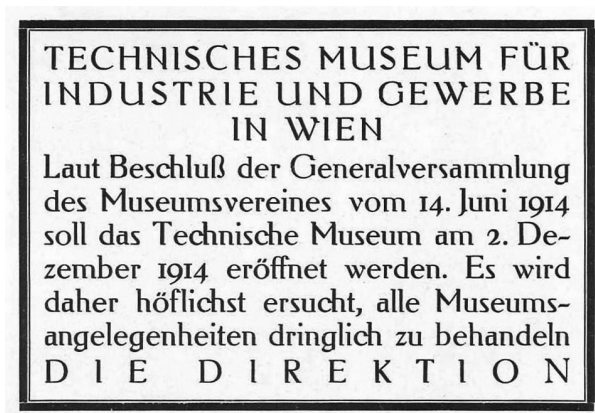 TECHNISCHES MUSEUM FÜR
INDUSTRIE UND GEWERBE
IN WIEN
Laut Beschluß der Generalversammlung
des Museumsvereines vom 14. Juni 1914
soll das Technische Museum am 2. De-
zember 1914 eröffnet werden. Es wird
daher höflichst ersucht, alle Museums-
angelegenheiten dringlich zu behandeln
DIE DIREKTION